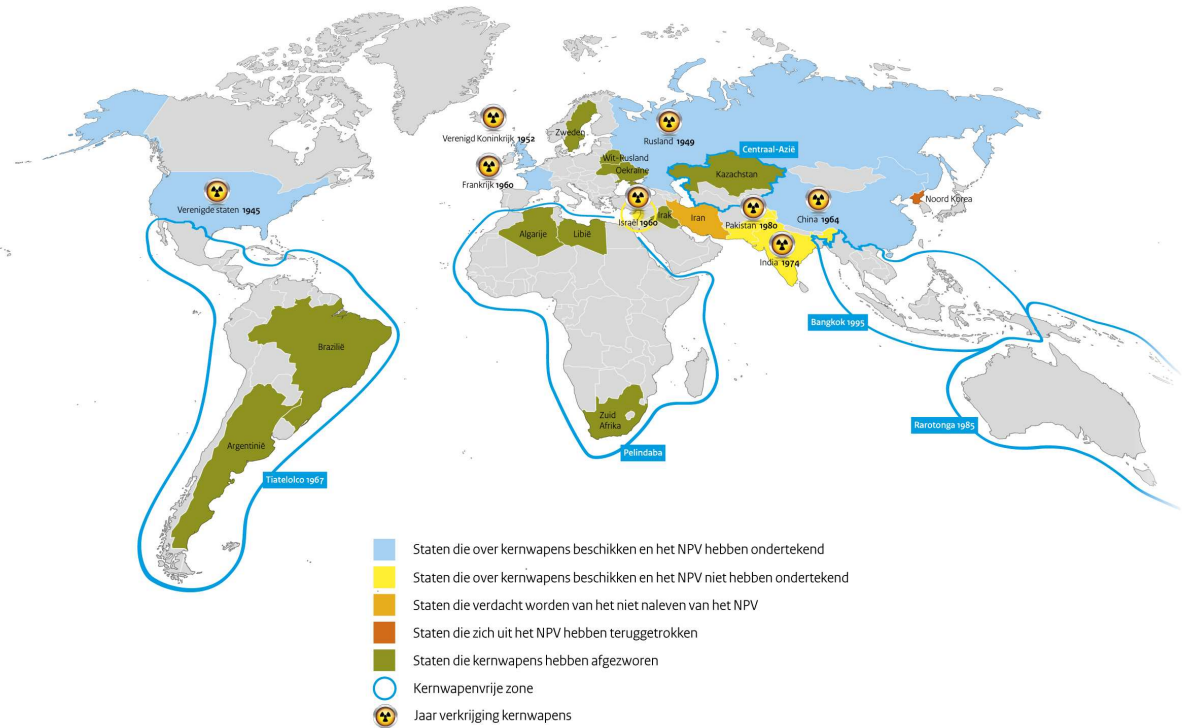 Verenigd Koninkrijk 1952
Zweden
Rusland 1949
Wit-Rusland
Oekraine
Centraal-Azië
Kazachstan
Frankrijk 1960
Verenigde staten 1945
Israël 1960
Irak
Iran
Pakistan 1980
China 1964
Noord Korea
Algarije
Libië
India 1974
Bangkok 1995
Brazilië
Zuid
Afrika
Rarotonga 1985
Argentinië
Pelindaba
Tiatelolco 1967
Staten die over kernwapens beschikken en het NPV hebben ondertekend
Staten die over kernwapens beschikken en het NPV niet hebben ondertekend
Staten die verdacht worden van het niet naleven van het NPV
Staten die zich uit het NPV hebben teruggetrokken
Staten die kernwapens hebben afgezworen
Kernwapenvrije zone
Jaar verkrijging kernwapens